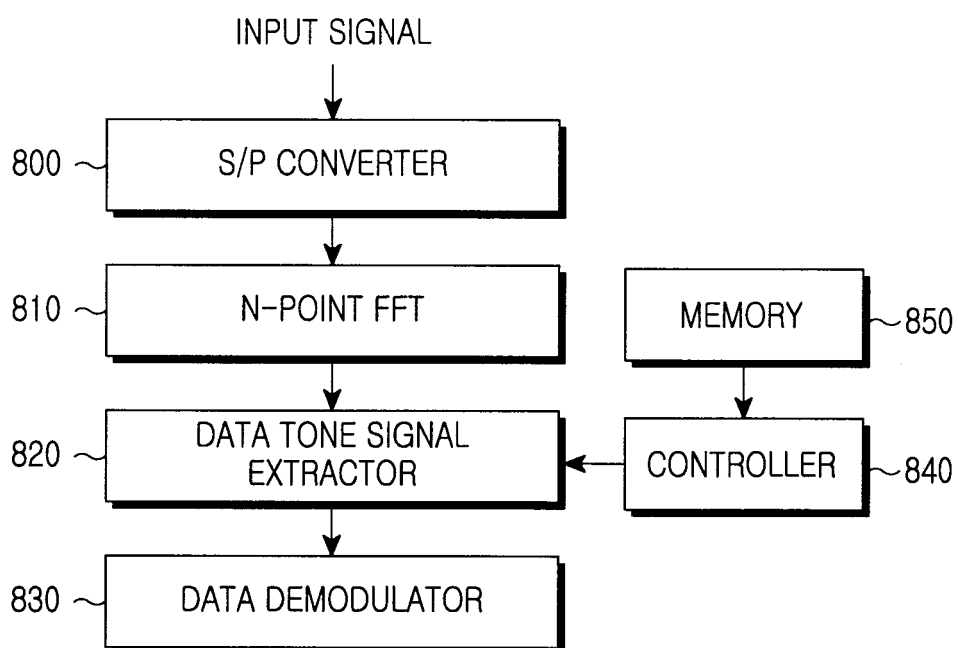 INPUT SIGNAL
800
S/P CONVERTER
810
N-POINT FFT
MEMORY
850
820
DATA TONE SIGNAL
EXTRACTOR
CONTROLLER
840
830
DATA DEMODULATOR